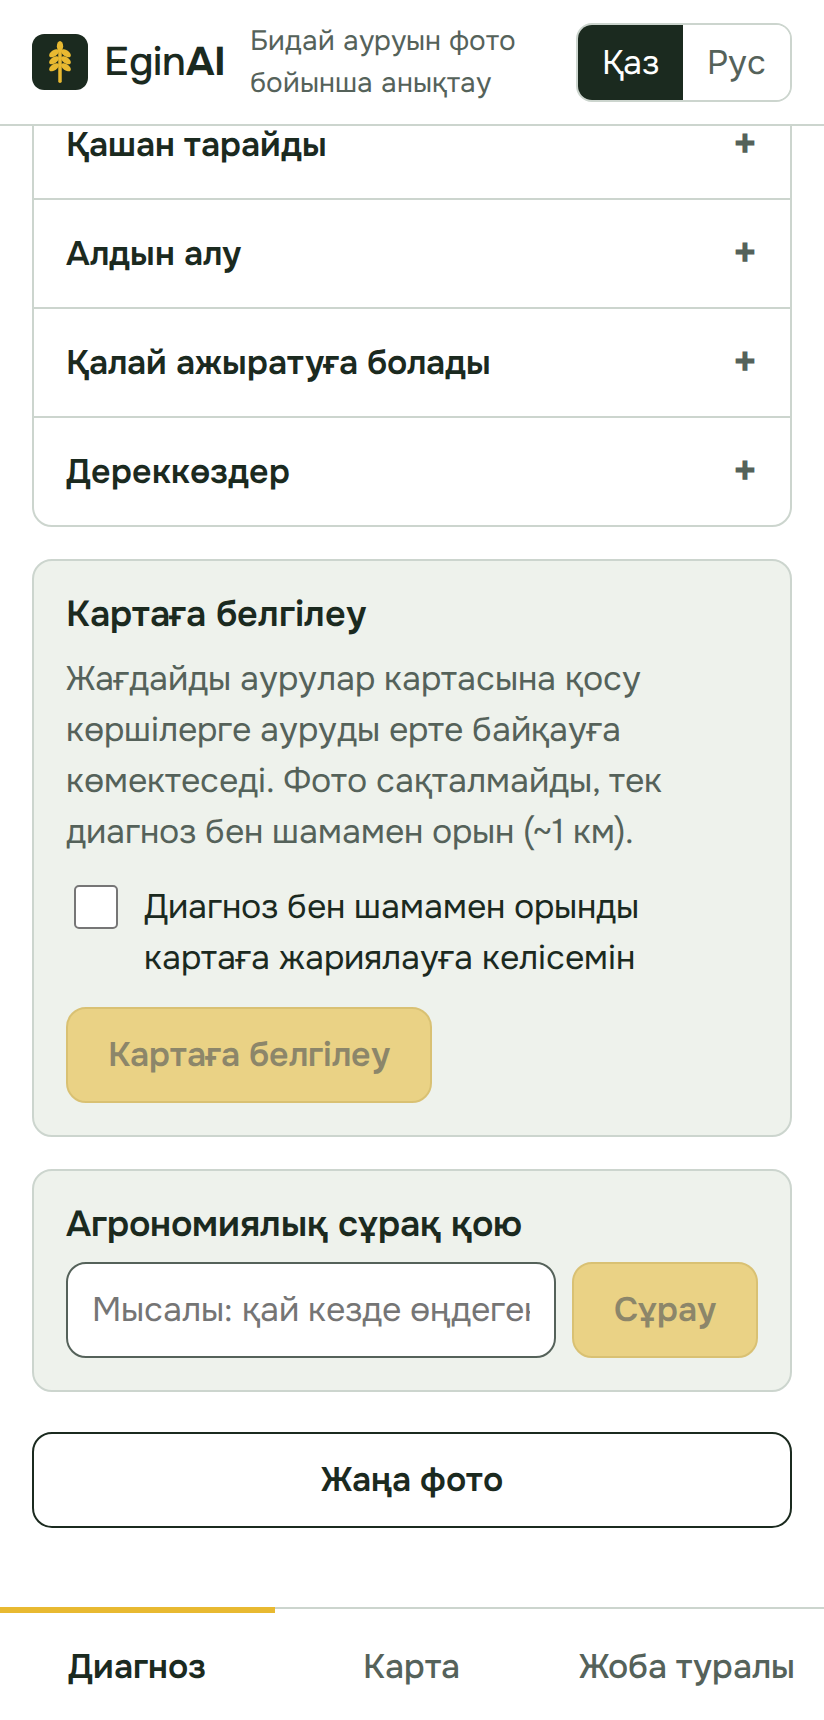 EginAI
Бидай ауруын фото
бойынша анықтау
Қаз
Рус
Қашан тарайды
+
Алдын алу
+
Қалай ажыратуға болады
+
Дереккөздер
+
Картаға белгілеу
Жағдайды аурулар картасына қосу
көршілерге ауруды ерте байқауға
көмектеседі. Фото сақталмайды, тек
диагноз бен шамамен орын (~1 км).
Диагноз бен шамамен орынды
картаға жариялауға келісемін
Картаға белгілеу
Агрономиялық сұрақ қою
Мысалы: қай кезде өңдеген
Сұрау
Жаңа фото
Диагноз
Карта
Жоба туралы